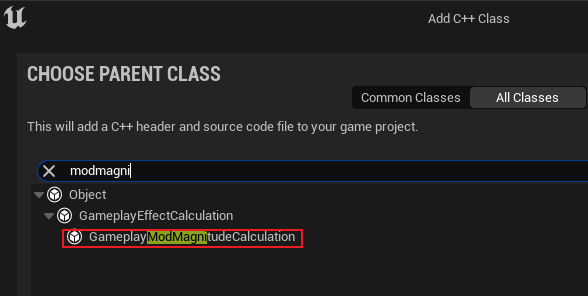 Add C++ Class
CHOOSE PARENT CLASS
Common Classes All Classes
This will add a C++ header and source code file to your game project.
modmagni
Object
GameplayEffectCalculation
GameplayModMagnitudeCalculation